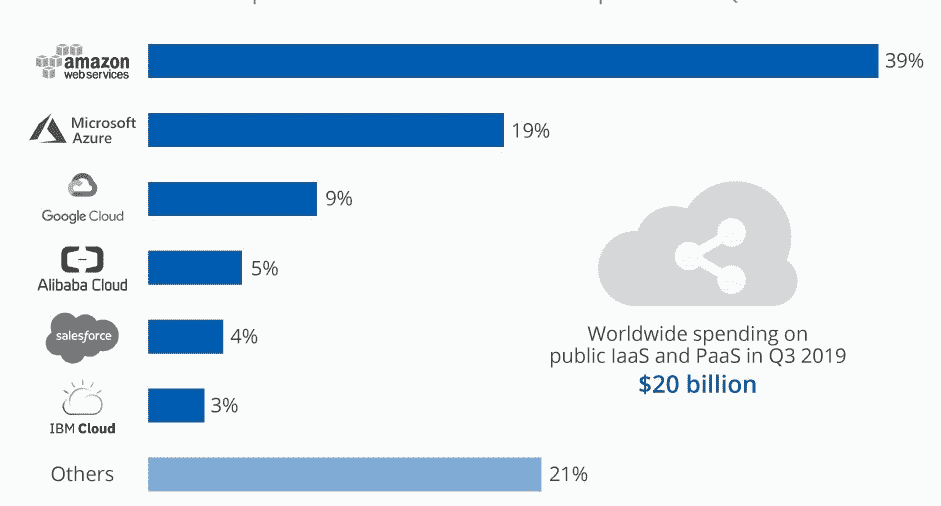 amazon
webservices
39%
Microsoft
Azure
19%
Google Cloud
9%
Alibaba Cloud
5%
salesforce
4%
IBM Cloud
3%
Others
21%
Worldwide spending on
public IaaS and PaaS in Q3 2019
$20 billion